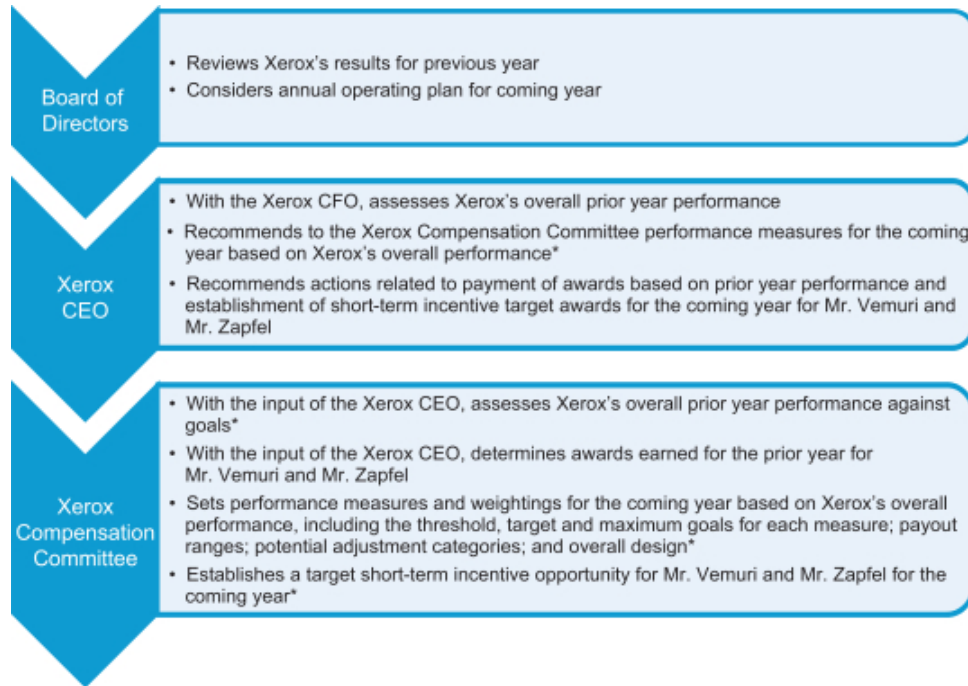 Board of
Directors
• Reviews Xerox's results for previous year
• Considers annual operating plan for coming year
Xerox
CEO
• With the Xerox CFO, assesses Xerox's overall prior year performance
• Recommends to the Xerox Compensation Committee performance measures for the coming
year based on Xerox's overall performance*
• Recommends actions related to payment of awards based on prior year performance and
establishment of short-term incentive target awards for the coming year for Mr. Vemuri and
Mr. Zapfel
Xerox
Compensation
Committee
• With the input of the Xerox CEO, assesses Xerox's overall prior year performance against
goals*
• With the input of the Xerox CEO, determines awards earned for the prior year for
Mr. Vemuri and Mr. Zapfel
• Sets performance measures and weightings for the coming year based on Xerox's overall
performance, including the threshold, target and maximum goals for each measure; payout
ranges; potential adjustment categories; and overall design*
• Establishes a target short-term incentive opportunity for Mr. Vemuri and Mr. Zapfel for the
coming year*